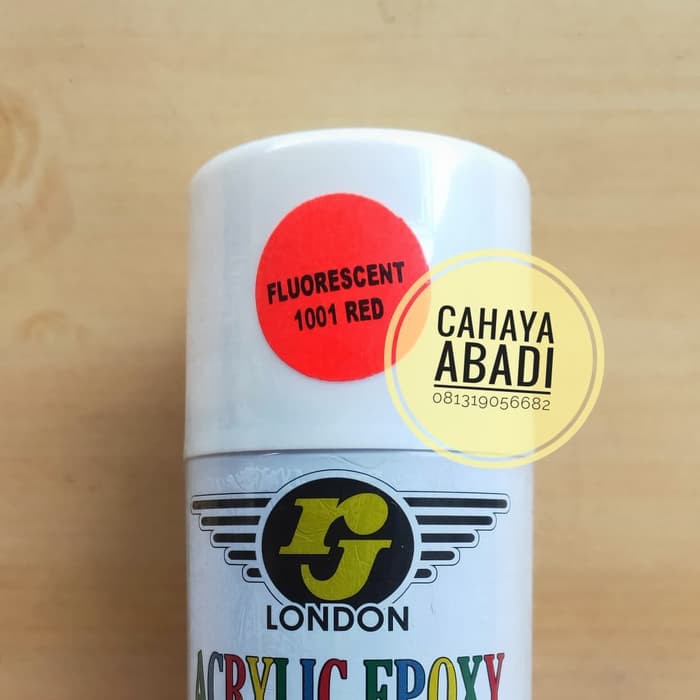 FLUORESCENT
1001 RED
CAHAYA
ABADI
081319056682
rj
LONDON
ACRYLIC EPOXY